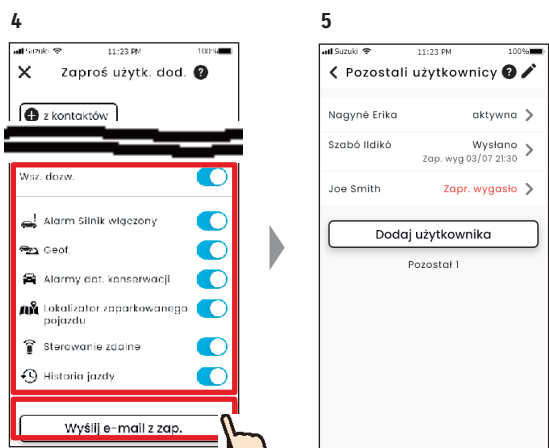 4
Suzuki 11:23 PM 100%
Zaproś użytk. dod. ?
z kontaktów
Wsz. dozw.
Alarm Silnik włączony
Geof.
Alarmy dot. konserwacji
Lokalizator zaparkowanego
pojazdu
Sterowanie zdalne
Historia jazdy
Wyślij e-mail z zap.
5
Suzuki 11:23 PM 100%
Pozostali użytkownicy ?
Nagyné Erika aktywna
Szabó Ildikó Wysłano
Zap. wyg 03/07 21:30
Joe Smith Zapr. wygasło
Dodaj użytkownika
Pozostał 1